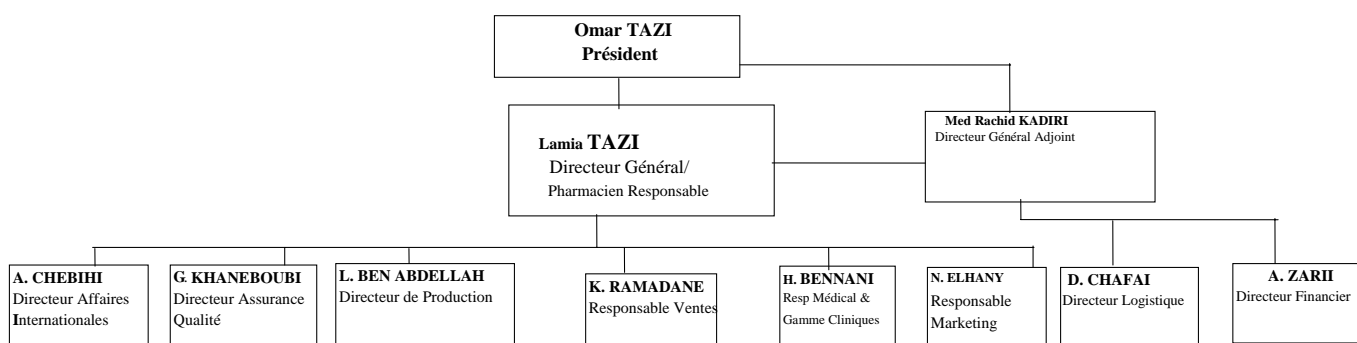 Omar TAZI
Président
Lamia TAZI
Directeur Général/
Pharmacien Responsable
Med Rachid KADIRI
Directeur Général Adjoint
A. CHEBIHI
Directeur Affaires
Internationales
G. KHANEBOUBI
Directeur Assurance
Qualité
L. BEN ABDELLAH
Directeur de Production
K. RAMADANE
Responsable Ventes
H. BENNANI
Resp Médical &
Gamme Cliniques
N. ELHANY
Responsable
Marketing
D. CHAFAI
Directeur Logistique
A. ZARII
Directeur Financier